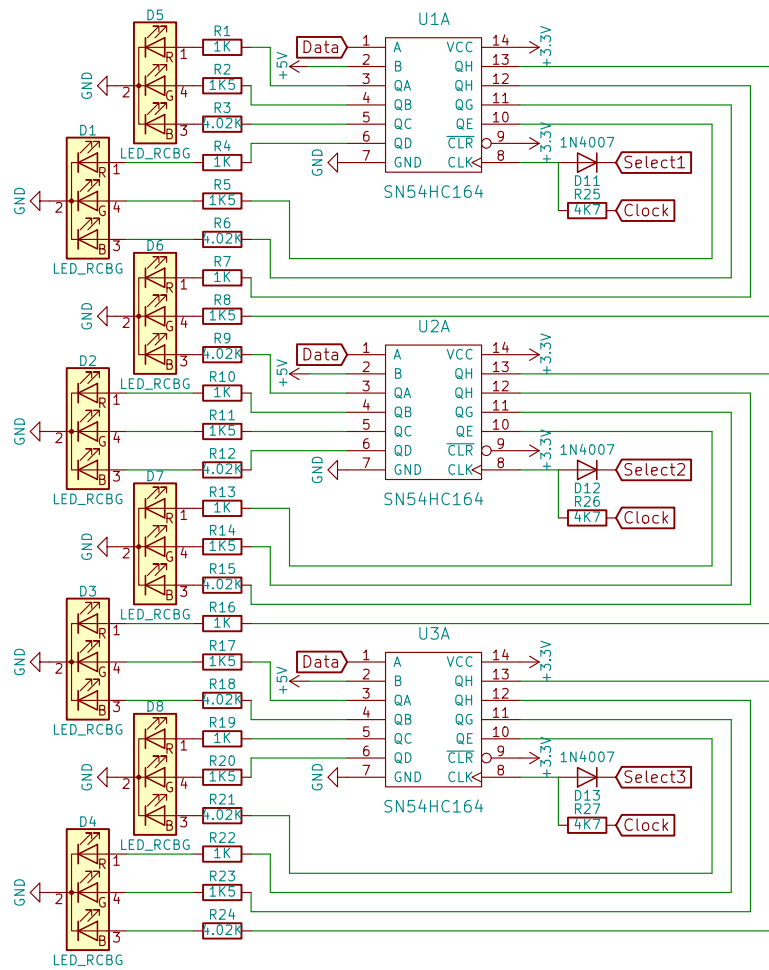 D5
U1A
R1
1K
R2
1K5
R3
4.02K
R 1
GND 2 G 4
B 3
LED_RCBG
Data
+5V
1 A VCC 14
2 B QH 13
3 QA QH 12
4 QB QG 11
5 QC QE 10
6 QD CLR 9
7 GND CLK 8
GND
+3.3V
+3.3V
SN54HC164
1N4007
D11
Select1
R25
4K7
Clock
D1
R4
1K
R5
1K5
R6
4.02K
R 1
GND 2 G 4
B 3
LED_RCBG
D6
R7
1K
R8
1K5
R9
4.02K
R 1
GND 2 G 4
B 3
LED_RCBG
U2A
Data
+5V
1 A VCC 14
2 B QH 13
3 QA QH 12
4 QB QG 11
5 QC QE 10
6 QD CLR 9
7 GND CLK 8
GND
+3.3V
+3.3V
SN54HC164
1N4007
D12
Select2
R26
4K7
Clock
D2
R10
1K
R11
1K5
R12
4.02K
R 1
GND 2 G 4
B 3
LED_RCBG
D7
R13
1K
R14
1K5
R15
4.02K
R 1
GND 2 G 4
B 3
LED_RCBG
D3
R16
1K
R17
1K5
R18
4.02K
R 1
GND 2 G 4
B 3
LED_RCBG
U3A
Data
+5V
1 A VCC 14
2 B QH 13
3 QA QH 12
4 QB QG 11
5 QC QE 10
6 QD CLR 9
7 GND CLK 8
GND
+3.3V
+3.3V
SN54HC164
1N4007
D13
Select3
R27
4K7
Clock
D8
R19
1K
R20
1K5
R21
4.02K
R 1
GND 2 G 4
B 3
LED_RCBG
D4
R22
1K
R23
1K5
R24
4.02K
R 1
GND 2 G 4
B 3
LED_RCBG